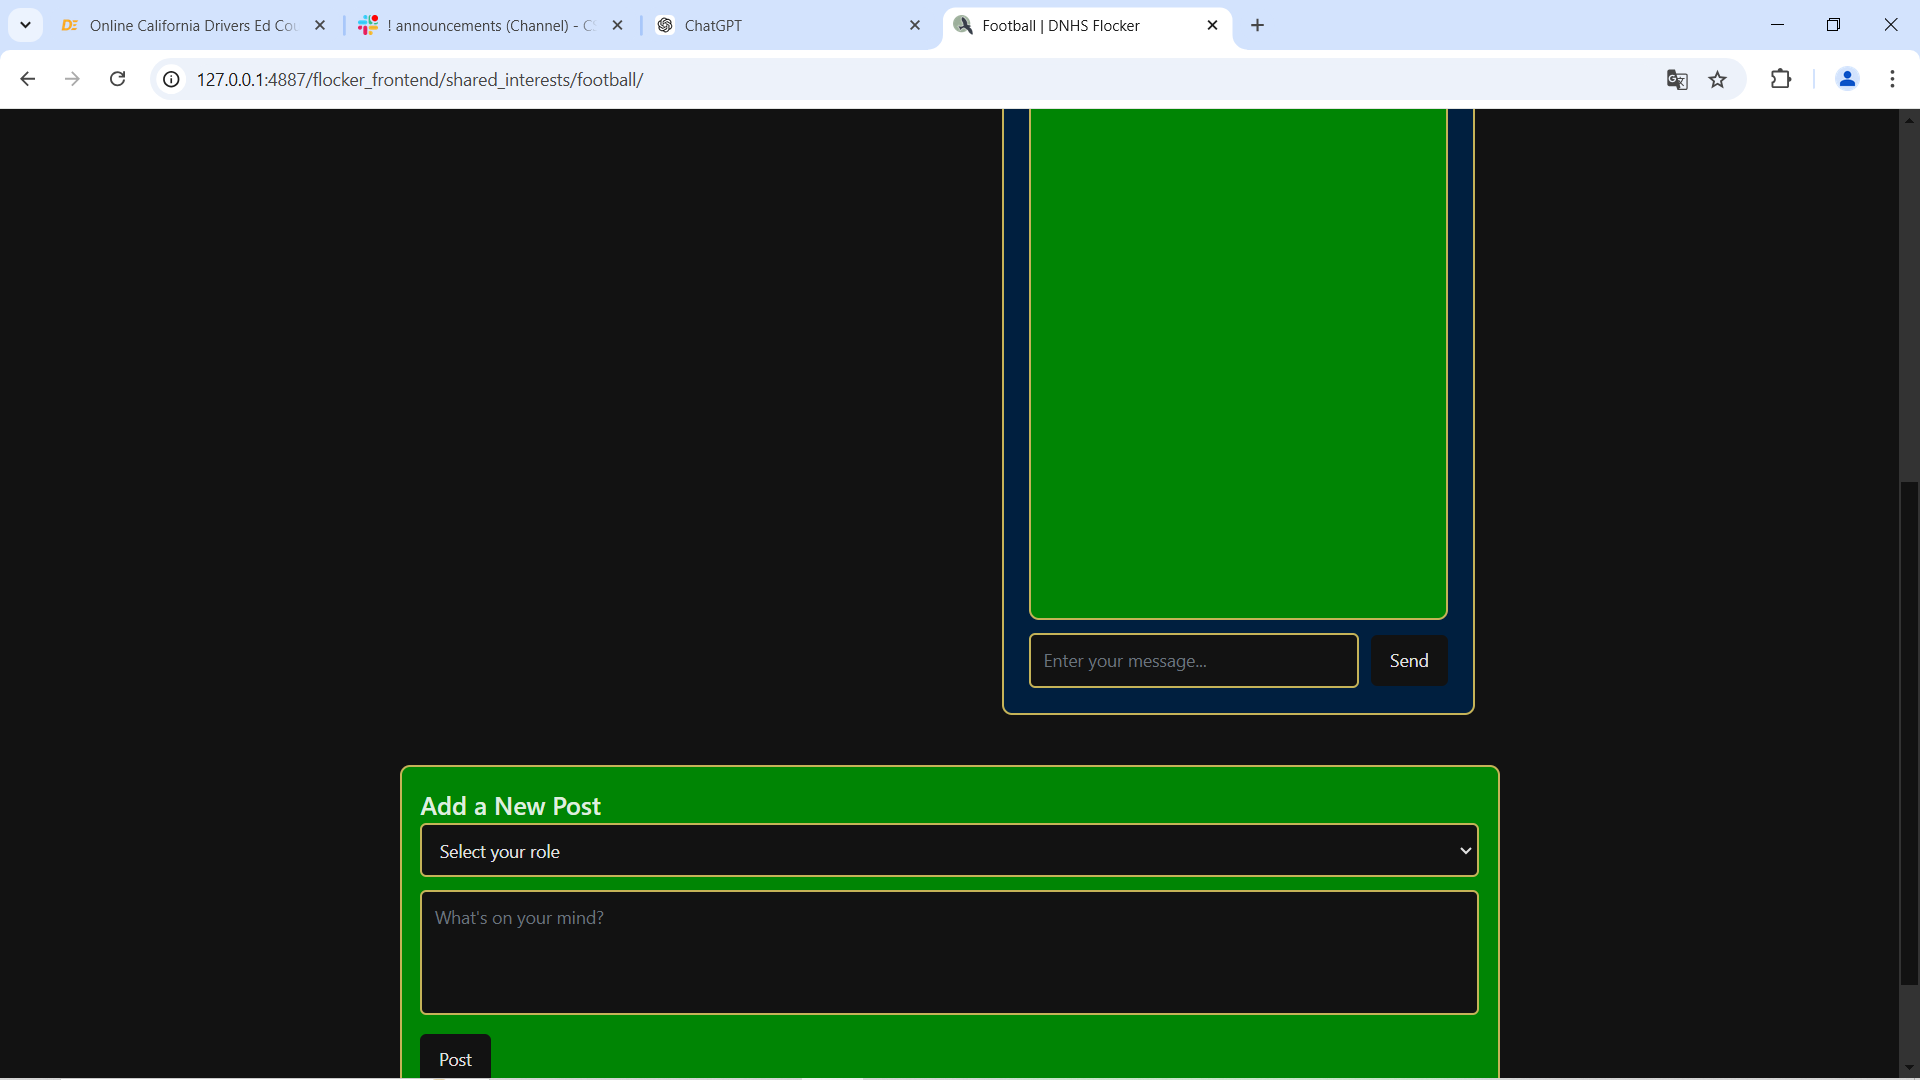 Online California Drivers Ed Cou
! announcements (Channel) - CS
ChatGPT
Football | DNHS Flocker
127.0.0.1:4887/flocker_frontend/shared_interests/football/
Enter your message...
Send
Add a New Post
Select your role
What's on your mind?
Post